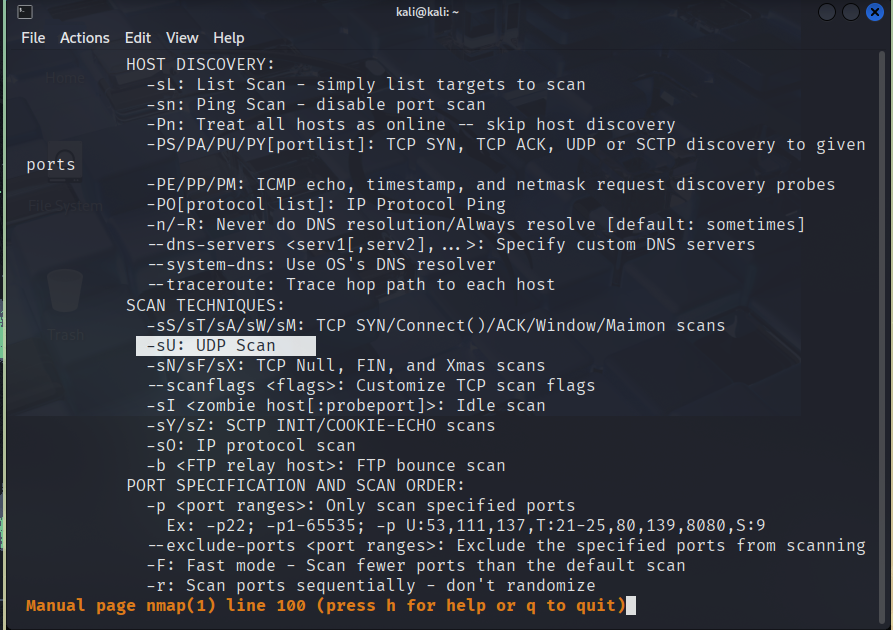 kali@kali: ~
File Actions Edit View Help
HOST DISCOVERY:
-sL: List Scan - simply list targets to scan
-sn: Ping Scan - disable port scan
-Pn: Treat all hosts as online -- skip host discovery
-PS/PA/PU/PY[portlist]: TCP SYN, TCP ACK, UDP or SCTP discovery to given
ports
-PE/PP/PM: ICMP echo, timestamp, and netmask request discovery probes
-PO[protocol list]: IP Protocol Ping
-n/-R: Never do DNS resolution/Always resolve [default: sometimes]
--dns-servers <serv1[,serv2],...>: Specify custom DNS servers
--system-dns: Use OS's DNS resolver
--traceroute: Trace hop path to each host
SCAN TECHNIQUES:
-sS/sT/sA/sW/sM: TCP SYN/Connect()/ACK/Window/Maimon scans
-sU: UDP Scan
-sN/sF/sX: TCP Null, FIN, and Xmas scans
--scanflags <flags>: Customize TCP scan flags
-sI <zombie host[:probeport]>: Idle scan
-sY/sZ: SCTP INIT/COOKIE-ECHO scans
-sO: IP protocol scan
-b <FTP relay host>: FTP bounce scan
PORT SPECIFICATION AND SCAN ORDER:
-p <port ranges>: Only scan specified ports
Ex: -p22; -p1-65535; -p U:53,111,137,T:21-25,80,139,8080,S:9
--exclude-ports <port ranges>: Exclude the specified ports from scanning
-F: Fast mode - Scan fewer ports than the default scan
-r: Scan ports sequentially - don't randomize
Manual page nmap(1) line 100 (press h for help or q to quit)
Home
File System
Trash